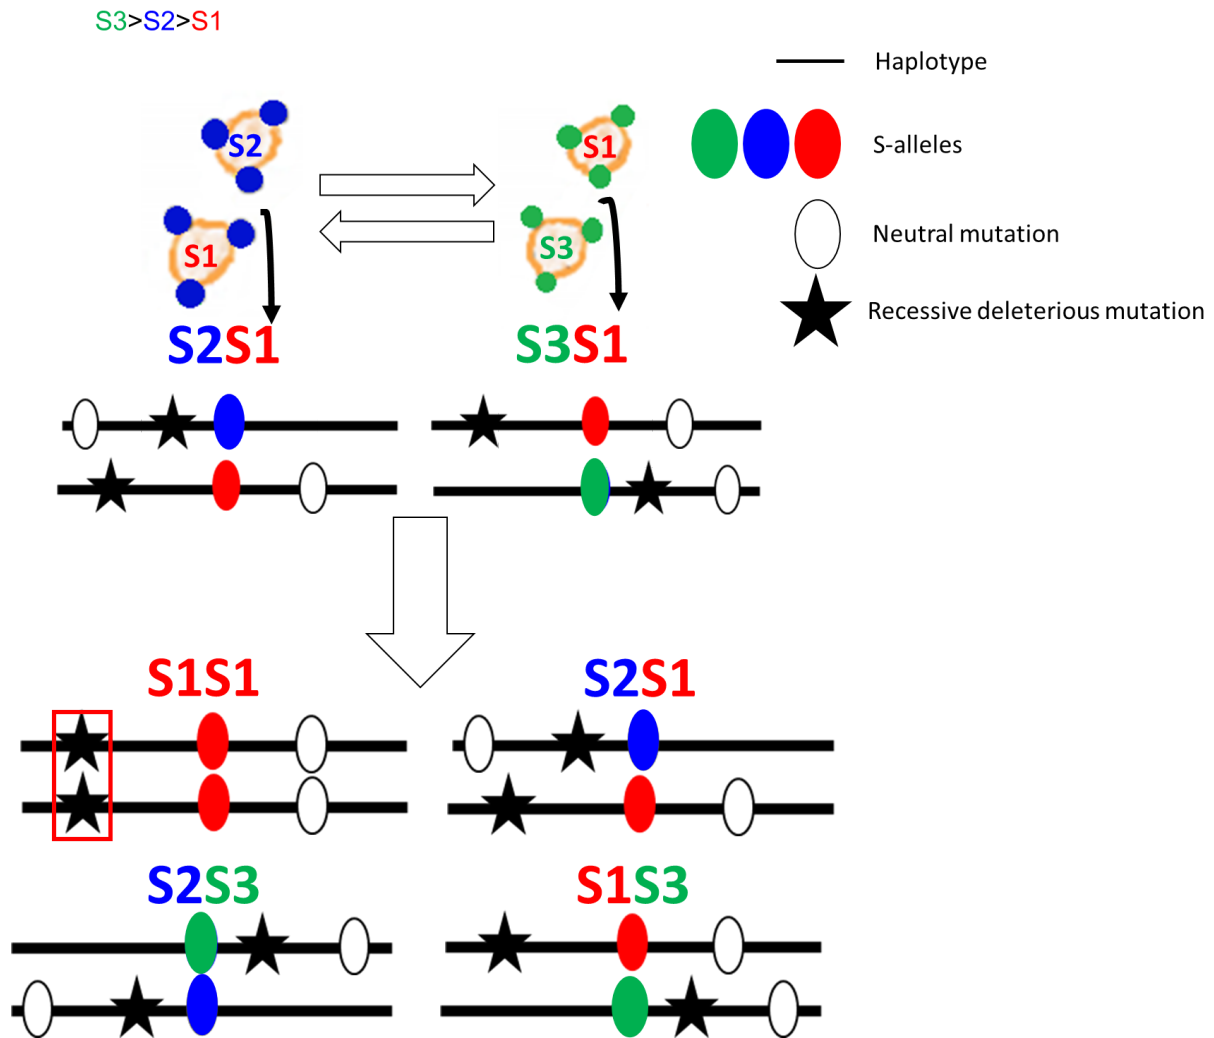 S3>S2>S1
Haplotype
S-alleles
Neutral mutation
Recessive deleterious mutation
S2
S1
S1
S3
S2S1
S3S1
S1S1
S2S1
S2S3
S1S3